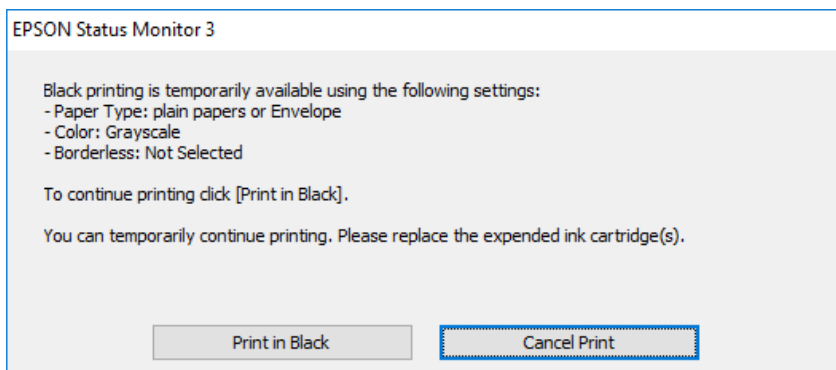 EPSON Status Monitor 3
Black printing is temporarily available using the following settings:
- Paper Type: plain papers or Envelope
- Color: Grayscale
- Borderless: Not Selected
To continue printing click [Print in Black].
You can temporarily continue printing. Please replace the expended ink cartridge(s).
Print in Black
Cancel Print